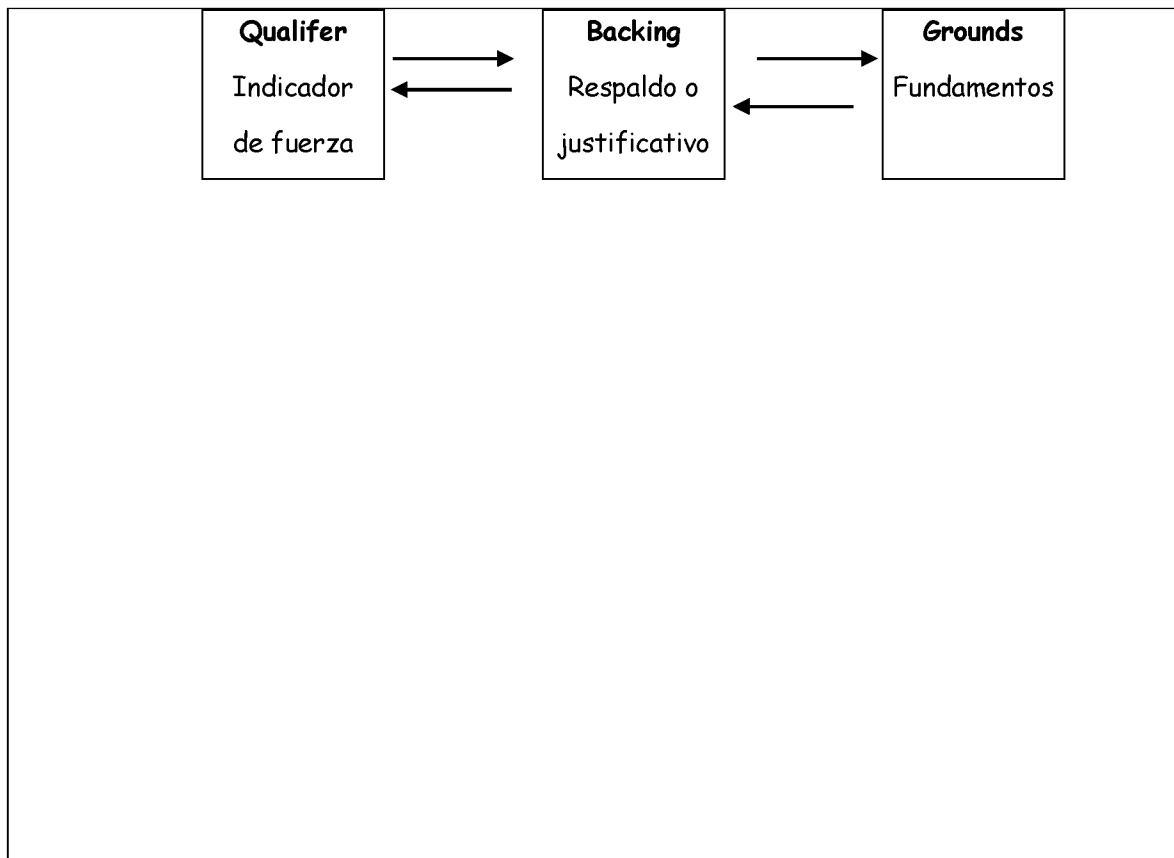 Qualifer
Indicador
de fuerza
Backing
Respaldo o
justificativo
Grounds
Fundamentos